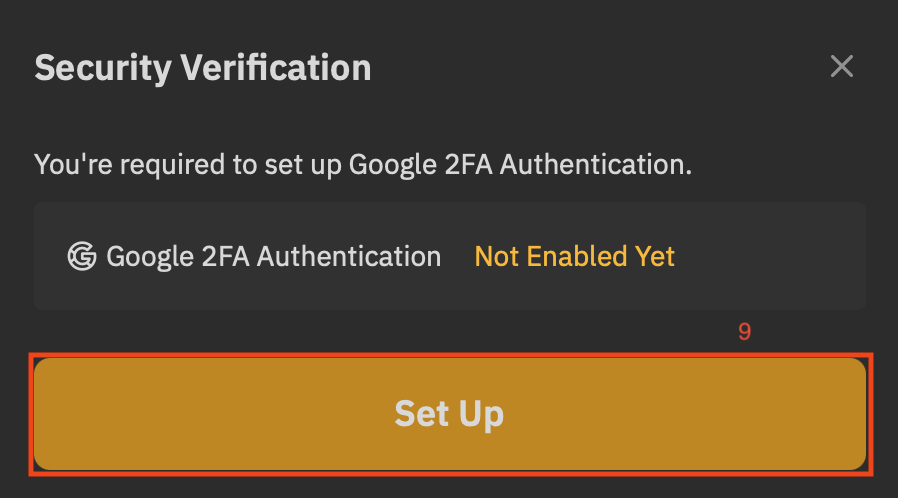 Security Verification
You're required to set up Google 2FA Authentication.
Google 2FA Authentication Not Enabled Yet
9
Set Up